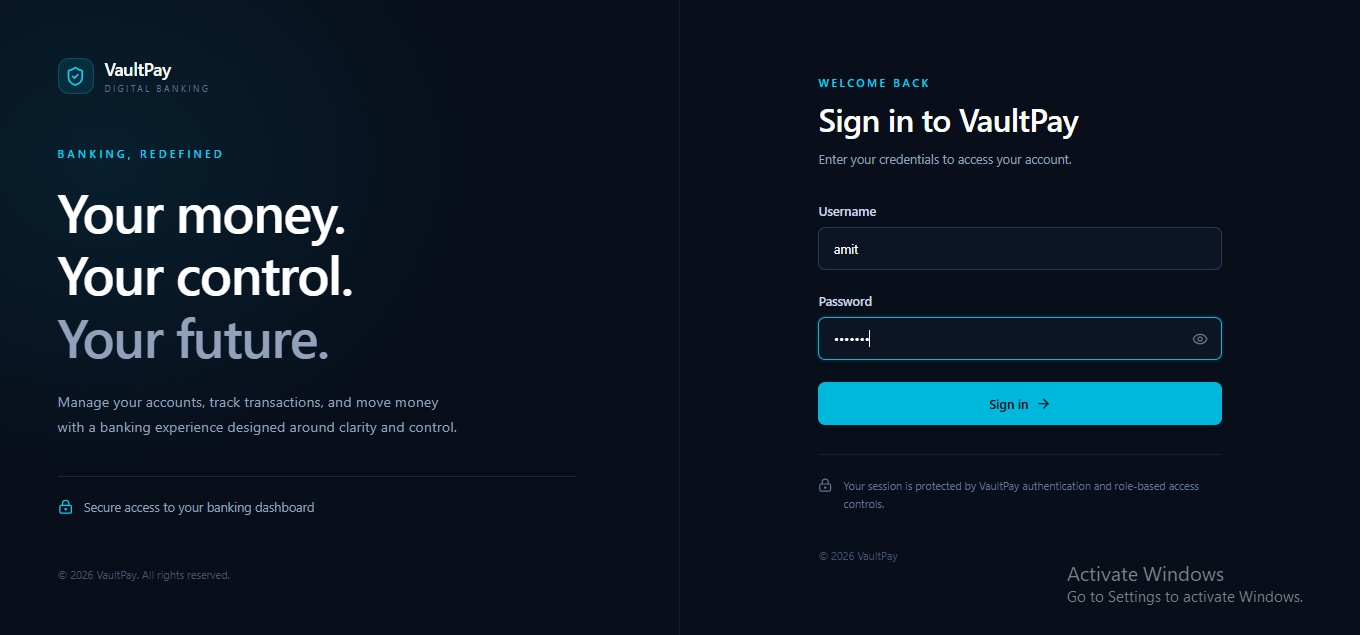 VaultPay
DIGITAL BANKING
BANKING, REDEFINED
Your money.
Your control.
Your future.
Manage your accounts, track transactions, and move money
with a banking experience designed around clarity and control.
Secure access to your banking dashboard
© 2026 VaultPay. All rights reserved.
WELCOME BACK
Sign in to VaultPay
Enter your credentials to access your account.
Username
amit
Password
•••••••
Sign in →
Your session is protected by VaultPay authentication and role-based access
controls.
© 2026 VaultPay
Activate Windows
Go to Settings to activate Windows.